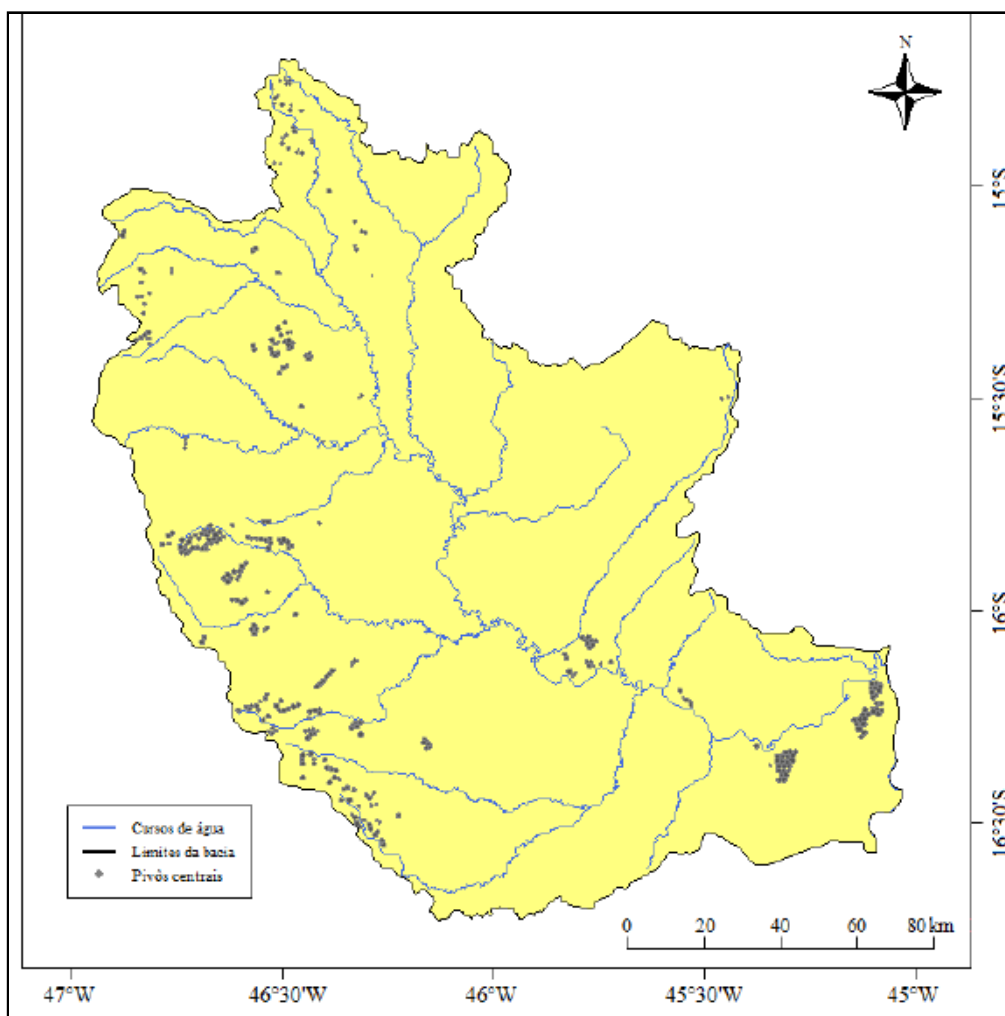 N
15°S
15°30'S
16°S
16°30'S
Cursos de água
Limites da bacia
Pivôs centrais
0 20 40 60 80 km
47°W 46°30'W 46°W 45°30'W 45°W